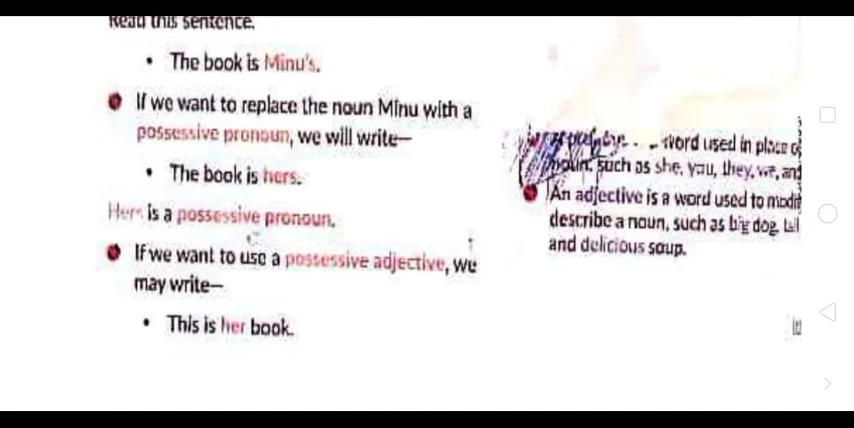 Read this sentence.
• The book is Minu's.
If we want to replace the noun Minu with a
possessive pronoun, we will write—
• The book is hers.
Hers is a possessive pronoun.
If we want to use a possessive adjective, we
may write—
• This is her book.
word used in place of
noun, such as she, you, they, we, and
An adjective is a word used to modif
describe a noun, such as big dog, tall
and delicious soup.